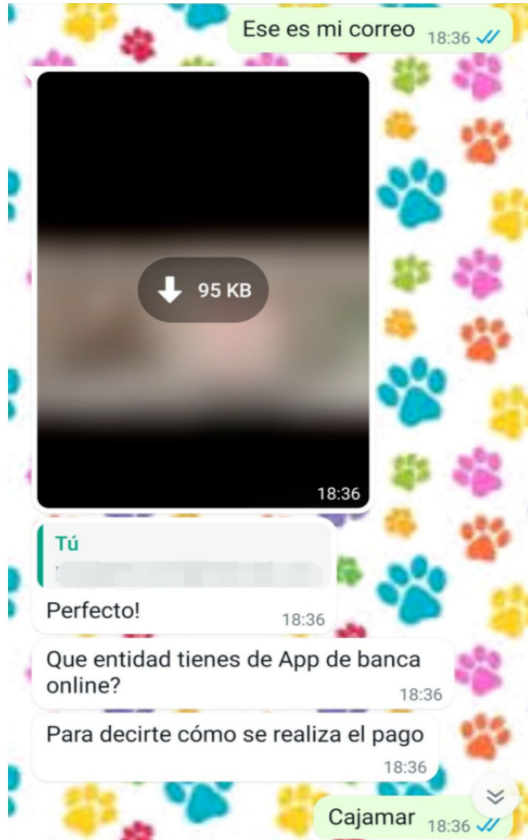 Ese es mi correo 18:36
95 KB
18:36
Tú
Perfecto!
18:36
Que entidad tienes de App de banca
online?
18:36
Para decirte cómo se realiza el pago
18:36
Cajamar 18:36